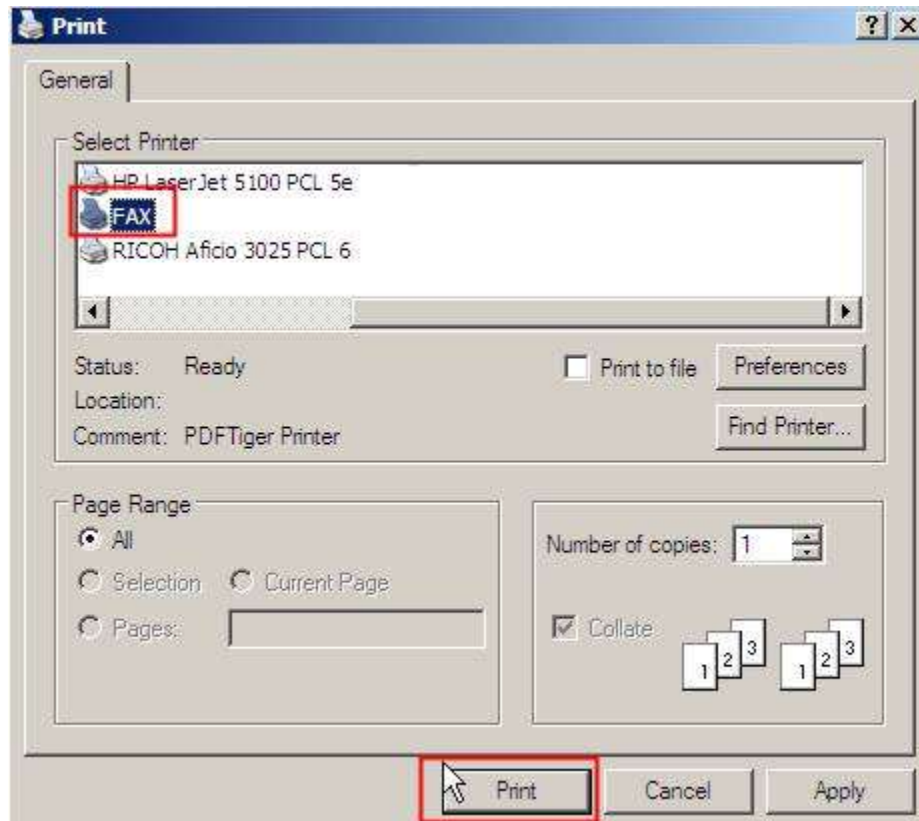 Print
General
Select Printer
HP LaserJet 5100 PCL 5e
FAX
RICOH Aficio 3025 PCL 6
Status: Ready
Print to file
Preferences
Location:
Comment: PDFTiger Printer
Find Printer...
Page Range
All
Selection
Current Page
Pages:
Number of copies: 1
Collate
1 2 3 1 2 3
Print
Cancel
Apply